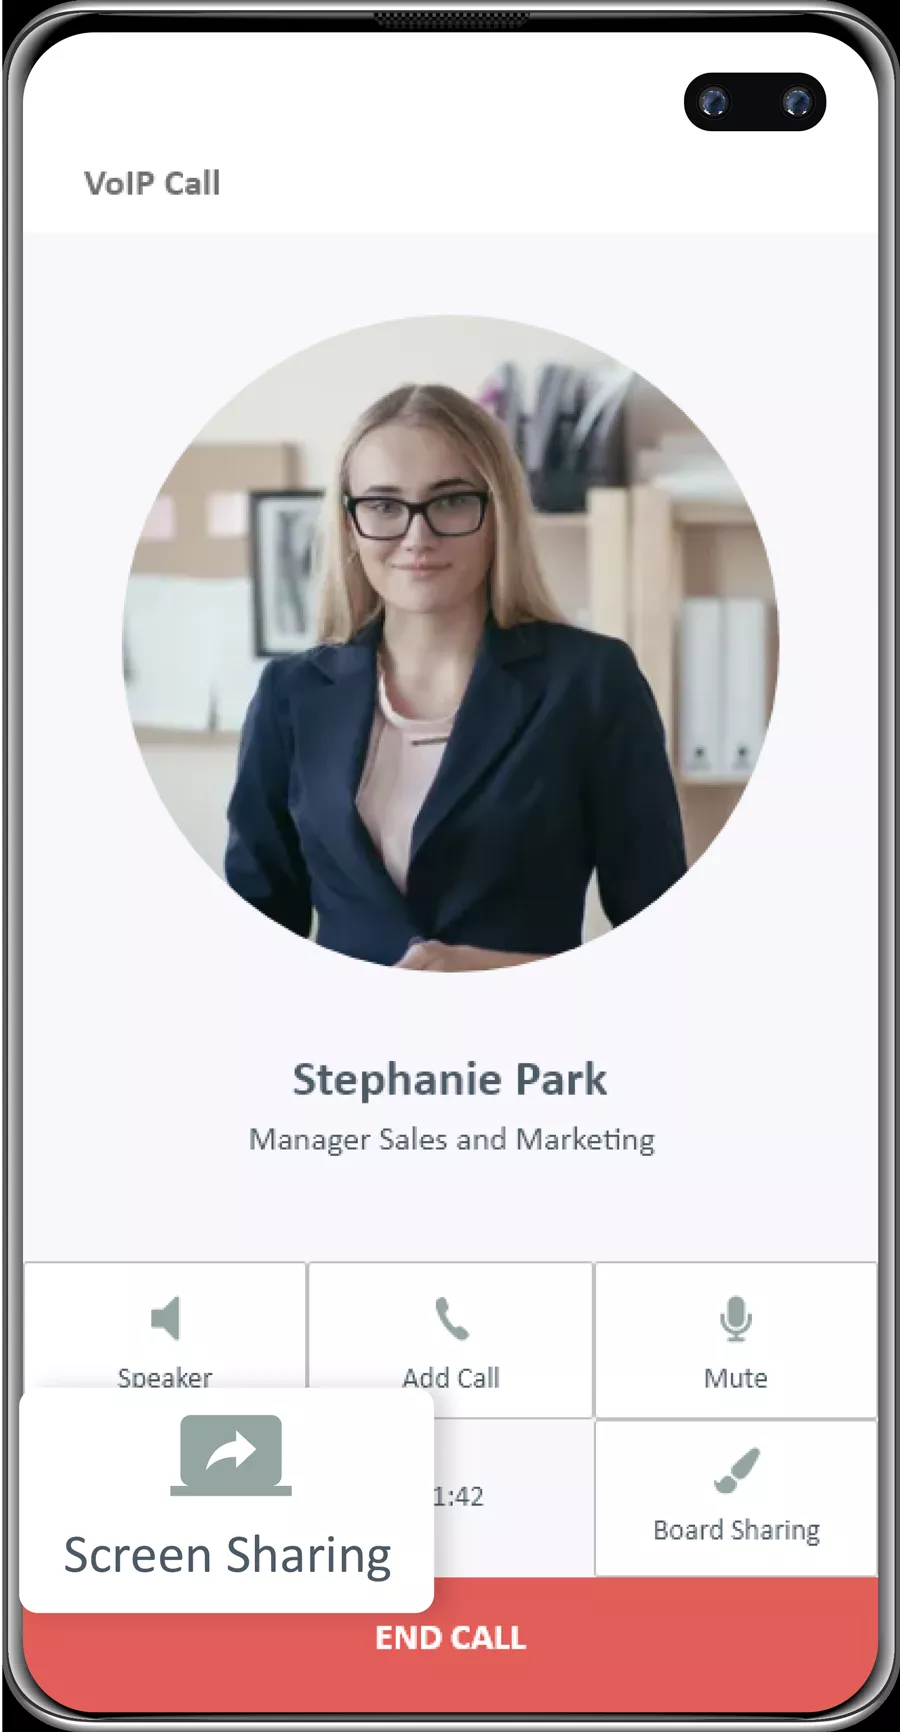 VoIP Call
Stephanie Park
Manager Sales and Marketing
Speaker
Add Call
Mute
Screen Sharing
1:42
Board Sharing
END CALL